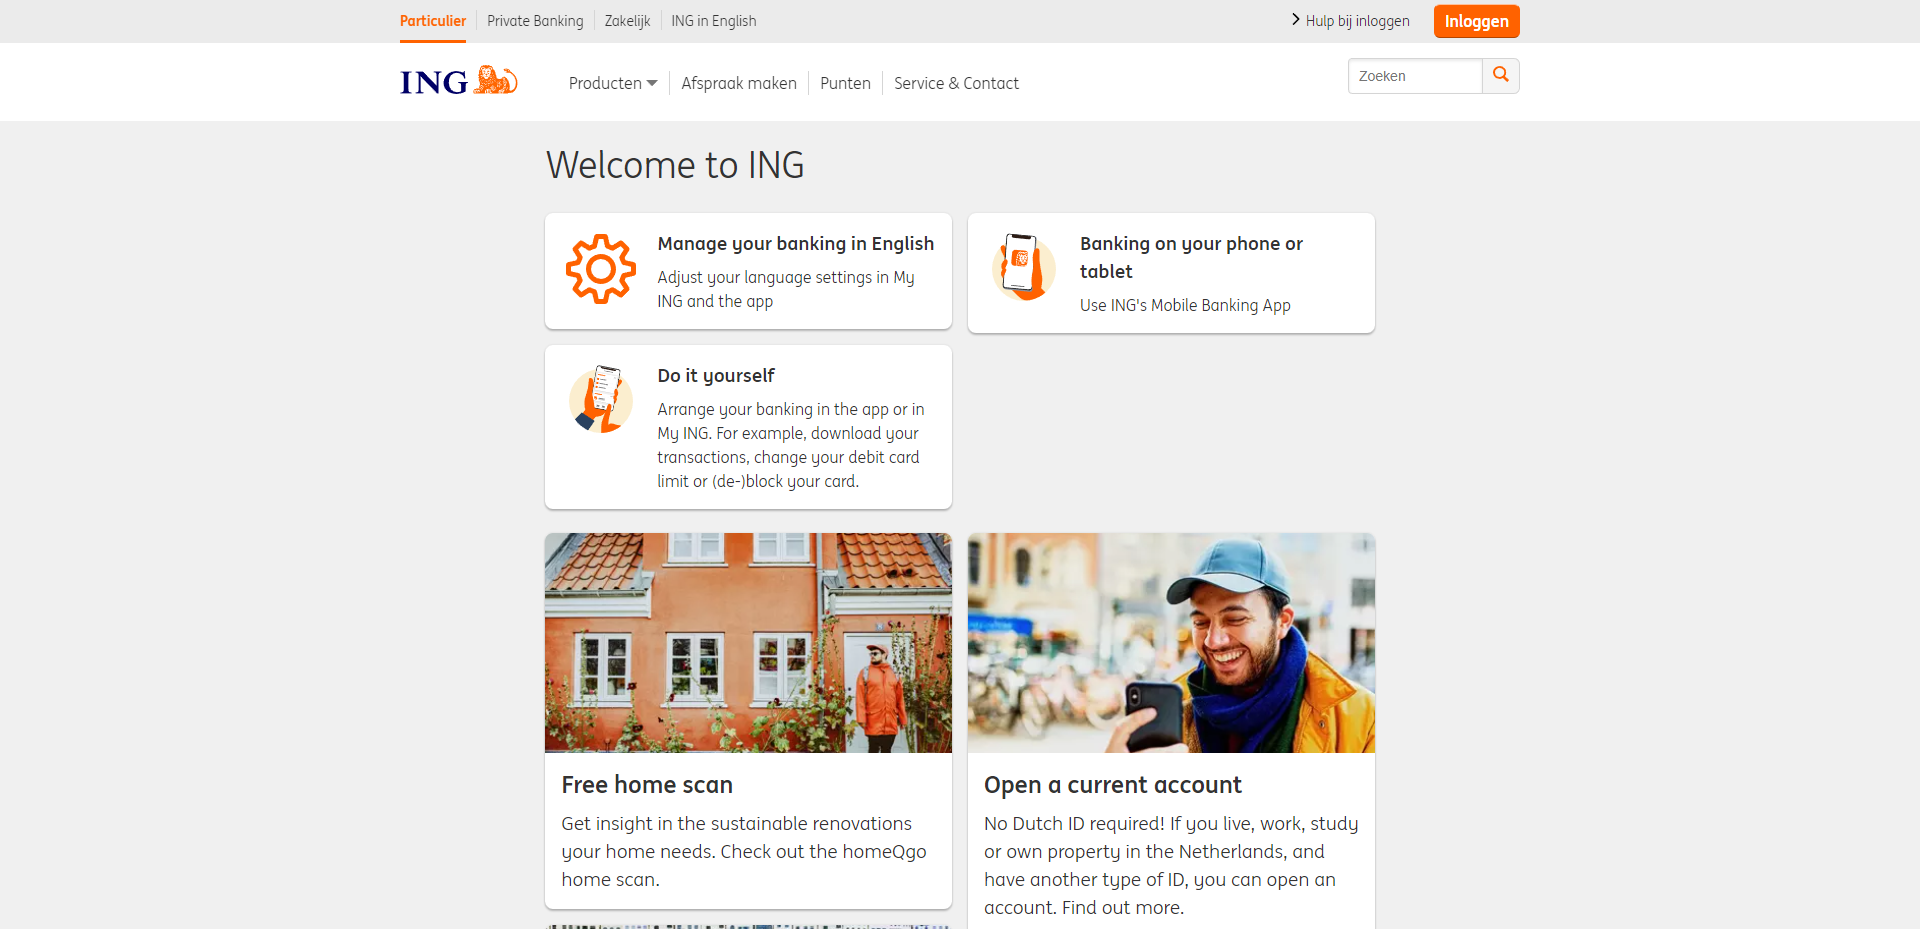 Particulier Private Banking Zakelijk ING in English Hulp bij inloggen Inloggen
ING Producten Afspraak maken Punten Service & Contact Zoeken
Welcome to ING
Manage your banking in English
Adjust your language settings in My
ING and the app
Banking on your phone or
tablet
Use ING's Mobile Banking App
Do it yourself
Arrange your banking in the app or in
My ING. For example, download your
transactions, change your debit card
limit or (de-)block your card.
Free home scan
Get insight in the sustainable renovations
your home needs. Check out the homeQgo
home scan.
Open a current account
No Dutch ID required! If you live, work, study
or own property in the Netherlands, and
have another type of ID, you can open an
account. Find out more.